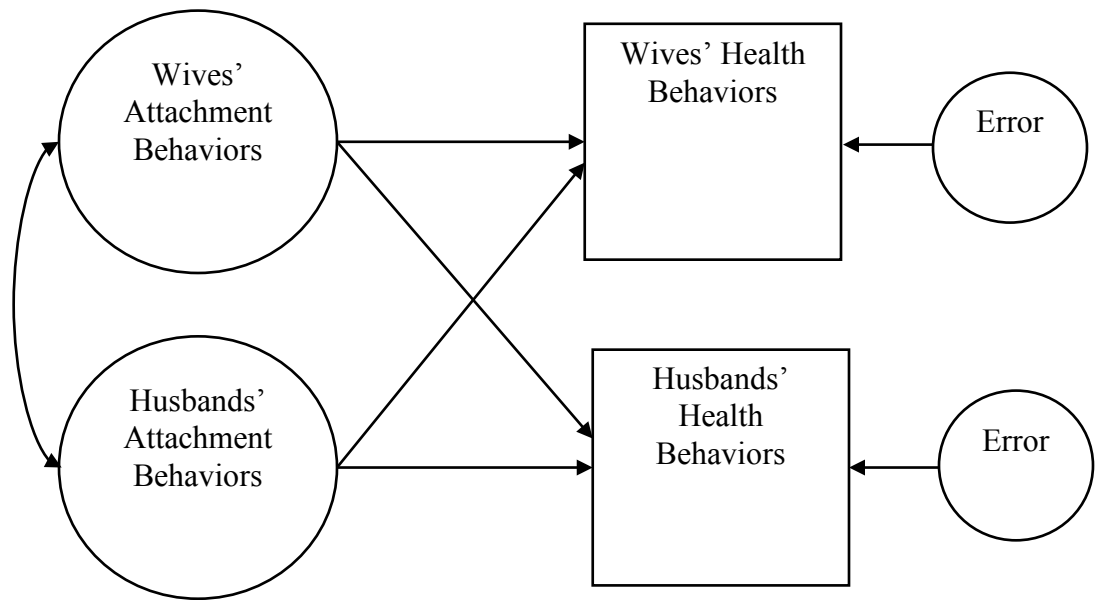 Wives’
Attachment
Behaviors
Wives’ Health
Behaviors
Error
Husbands’
Attachment
Behaviors
Husbands’
Health
Behaviors
Error